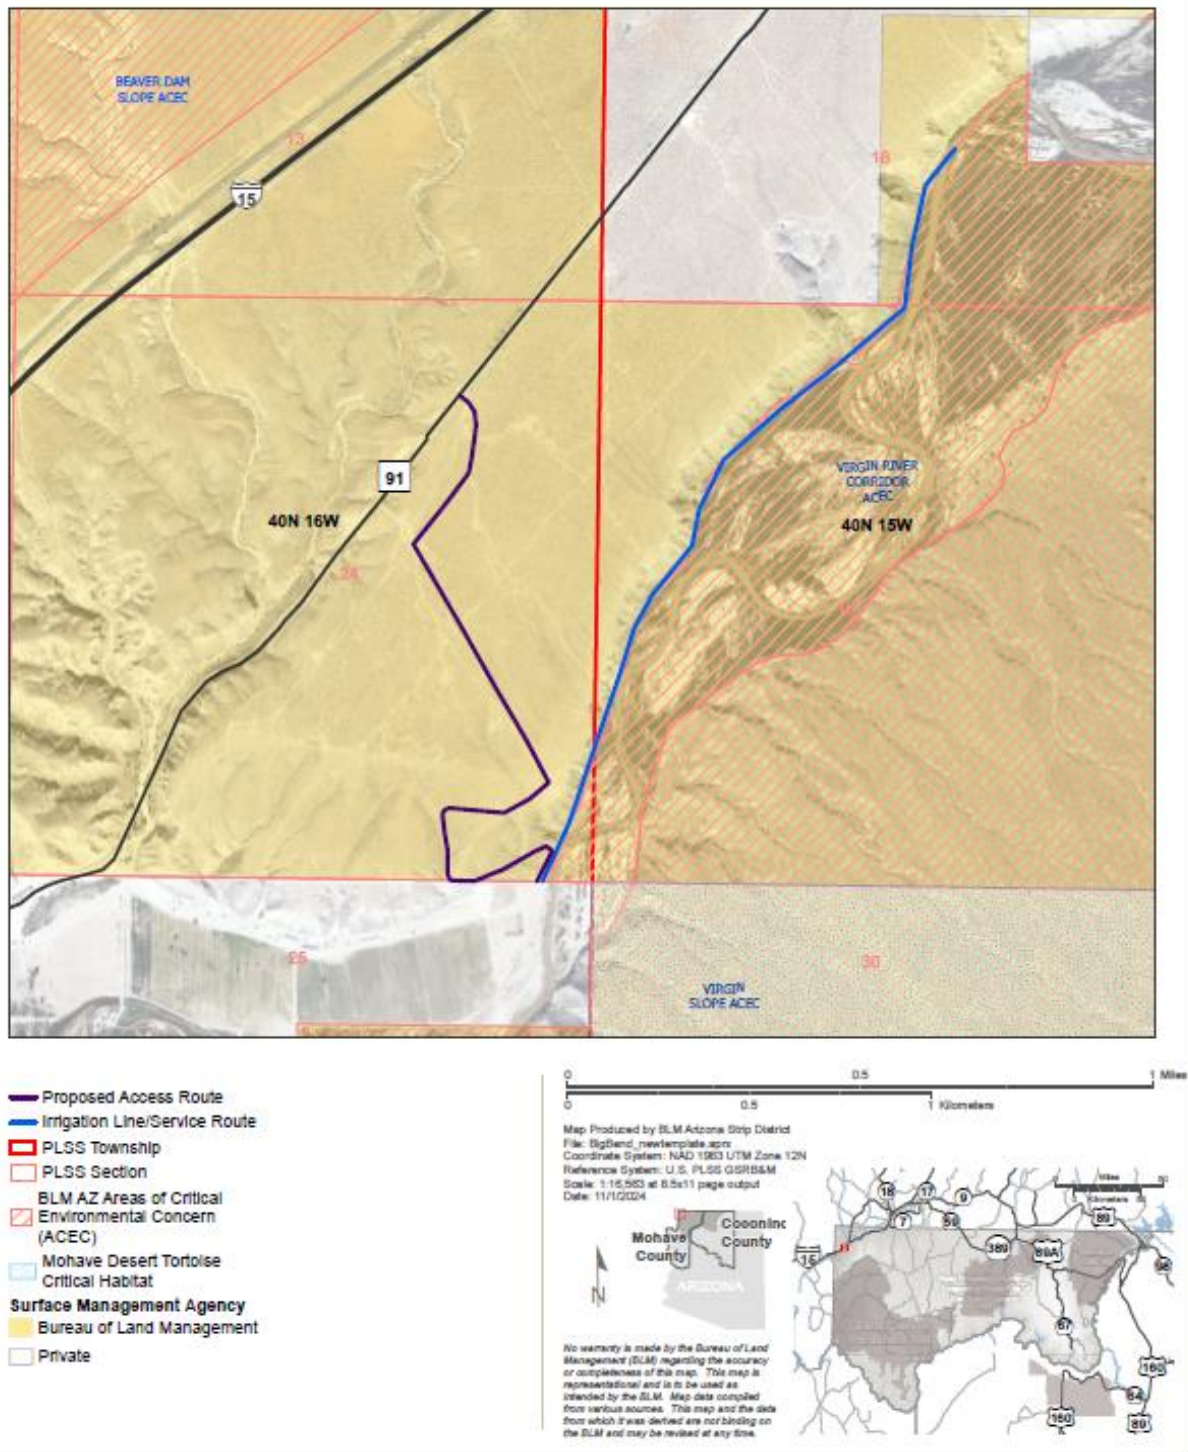 BEAVER DAM
SLOPE ACEC
13
18
15
91
40N 16W
24
VIRGIN RIVER
CORRIDOR
ACEC
40N 15W
25
30
VIRGIN
SLOPE ACEC
Proposed Access Route
Irrigation Line/Service Route
PLSS Township
PLSS Section
BLM AZ Areas of Critical
Environmental Concern
(ACEC)
Mohave Desert Tortoise
Critical Habitat
Surface Management Agency
Bureau of Land Management
Private
0 0.5 1 Miles
0 0.5 1 Kilometers
Map Produced by BLM Arizona Strip District
File: BigBend_newtemplate.aprx
Coordinate System: NAD 1983 UTM Zone 12N
Reference System: U.S. PLSS GSRB&M
Scale: 1:16,563 at 8.5x11 page output
Date: 11/1/2024
Mohave
County
Coconino
County
ARIZONA
N
No warranty is made by the Bureau of Land
Management (BLM) regarding the accuracy
or completeness of this map. This map is
representational and is to be used as
intended by the BLM. Map data compiled
from various sources. This map and the data
from which it was derived are not binding on
the BLM and may be revised at any time.
Miles
Kilometers
18
17
9
7
59
89
15
389
89A
98
67
160
64
180
89